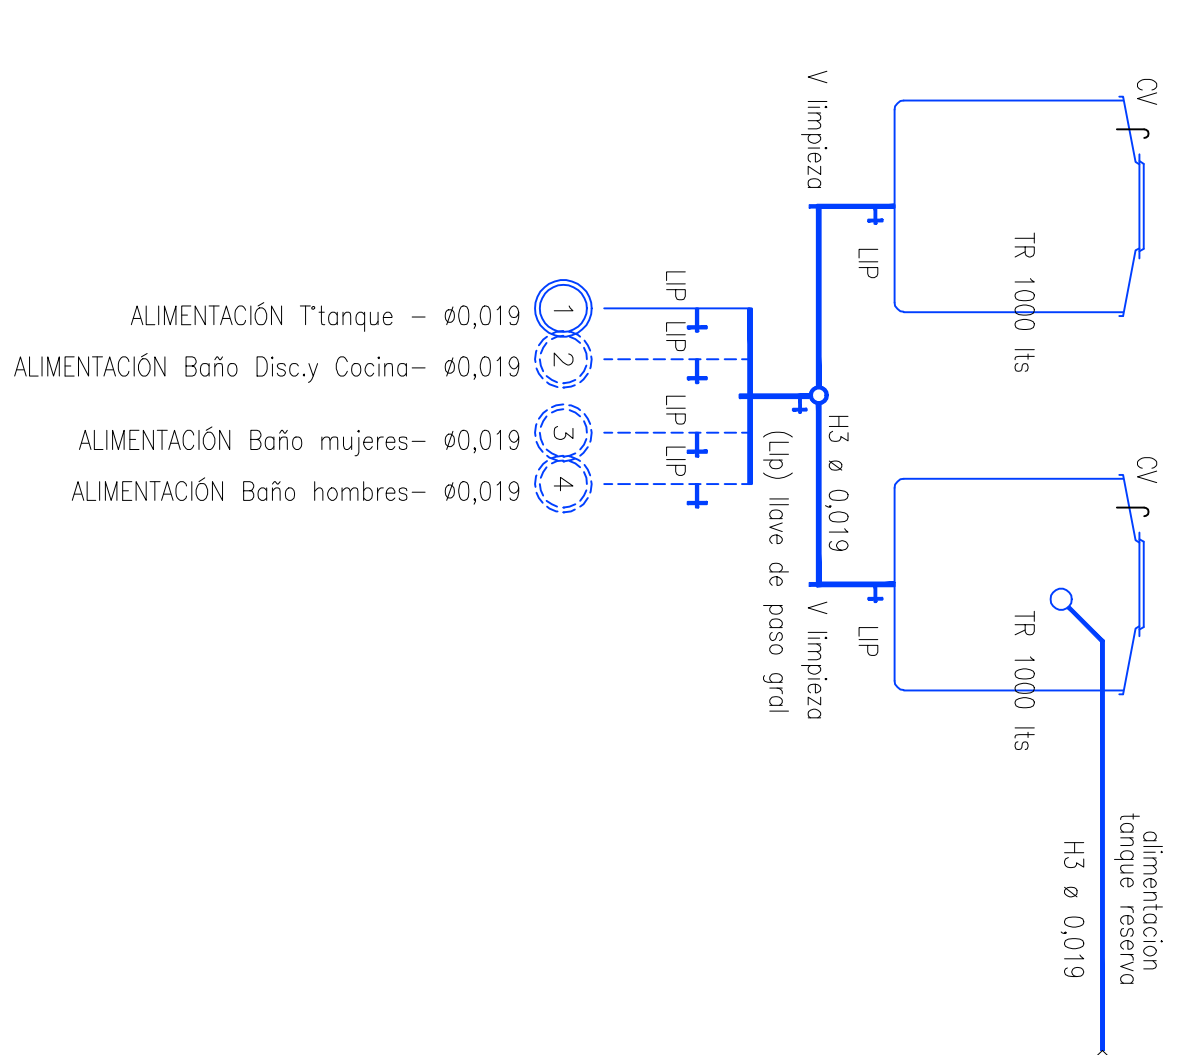 CV
V limpieza
TR 1000 lts
LIP
LIP
ALIMENTACIÓN T°tanque – ø0,019
1
LIP
ALIMENTACIÓN Baño Disc.y Cocina– ø0,019
2
LIP
ALIMENTACIÓN Baño mujeres– ø0,019
3
LIP
ALIMENTACIÓN Baño hombres– ø0,019
4
H3 ø 0,019
(Llp) llave de paso gral
CV
V limpieza
TR 1000 lts
LIP
alimentacion
tanque reserva
H3 ø 0,019